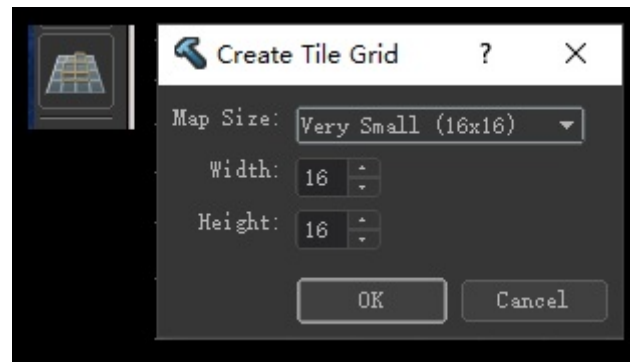 Create Tile Grid ?
Map Size: Very Small (16x16)
Width: 16
Height: 16
OK Cancel